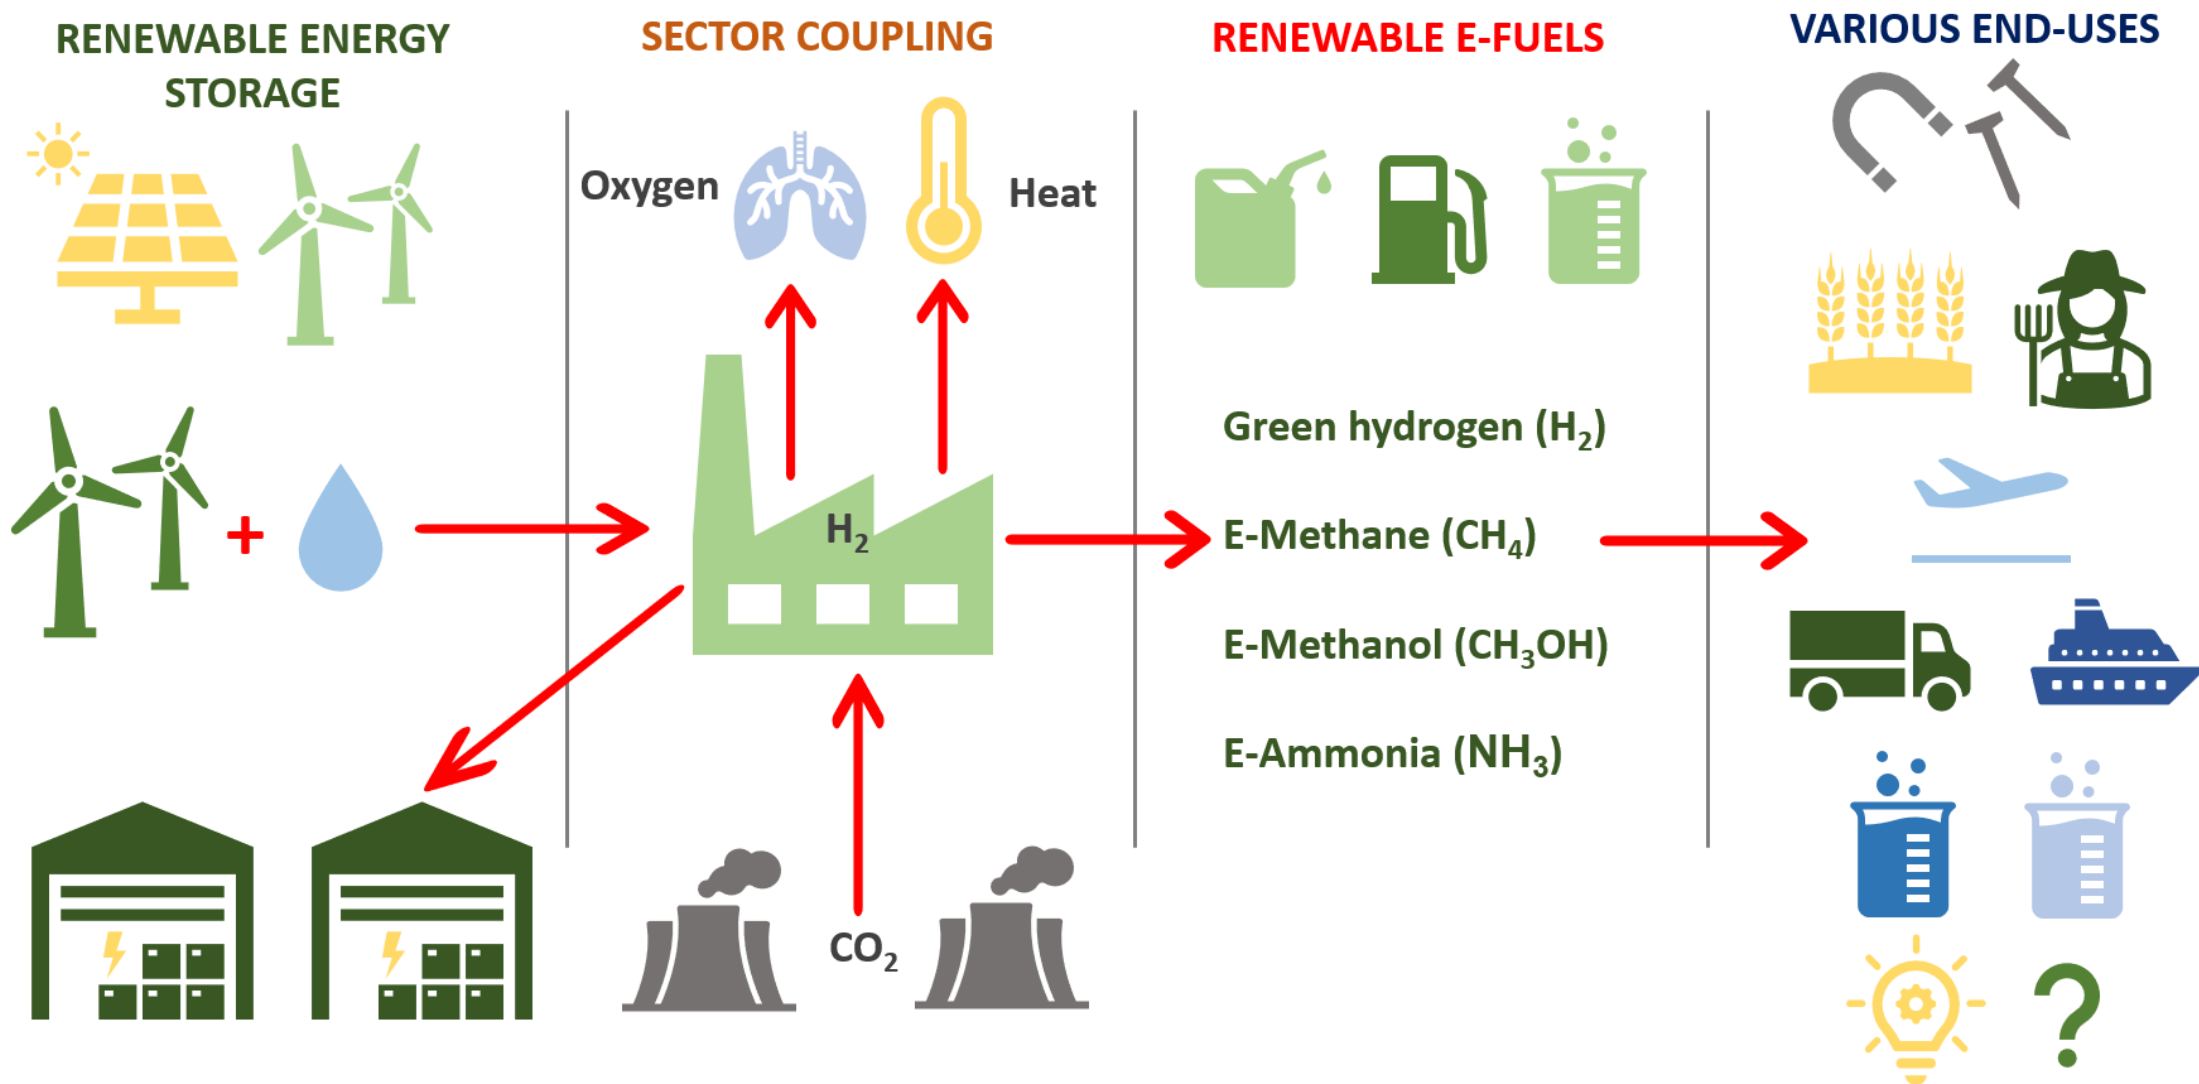 RENEWABLE ENERGY
STORAGE
SECTOR COUPLING
Oxygen
Heat
H₂
CO₂
RENEWABLE E-FUELS
Green hydrogen (H₂)
E-Methane (CH₄)
E-Methanol (CH₃OH)
E-Ammonia (NH₃)
VARIOUS END-USES